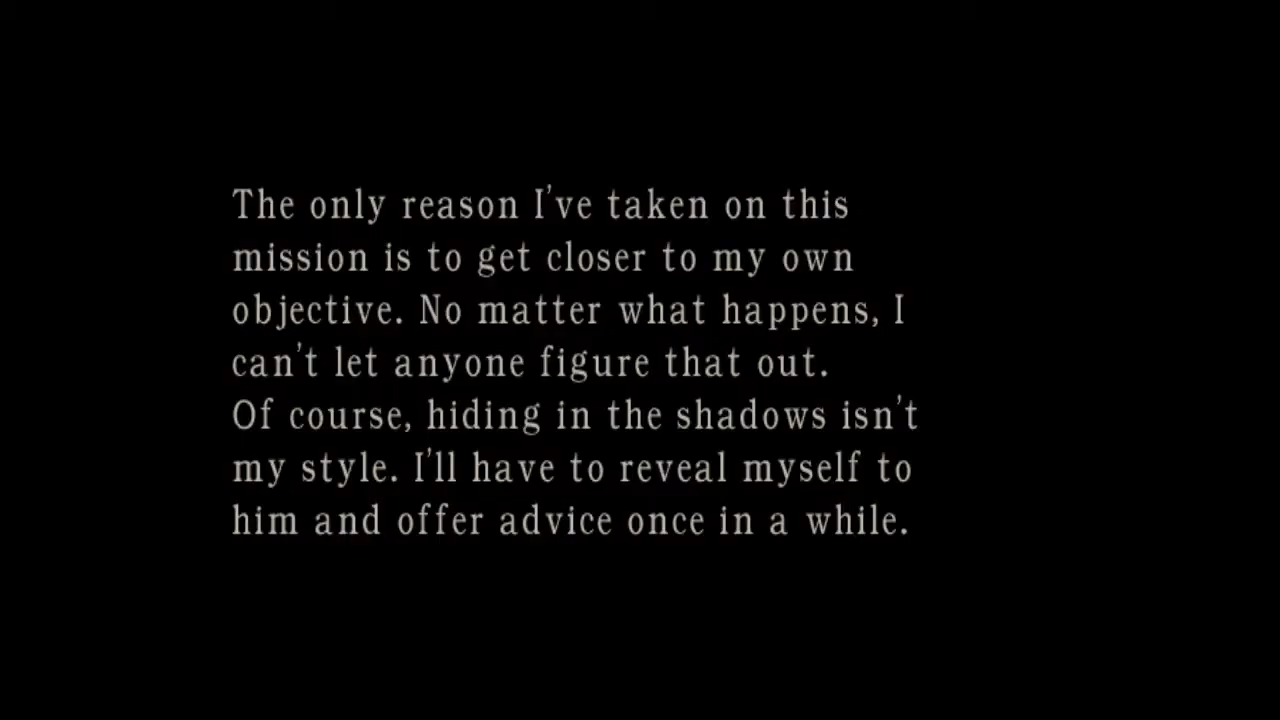 The only reason I've taken on this
mission is to get closer to my own
objective. No matter what happens, I
can't let anyone figure that out.
Of course, hiding in the shadows isn't
my style. I'll have to reveal myself to
him and offer advice once in a while.